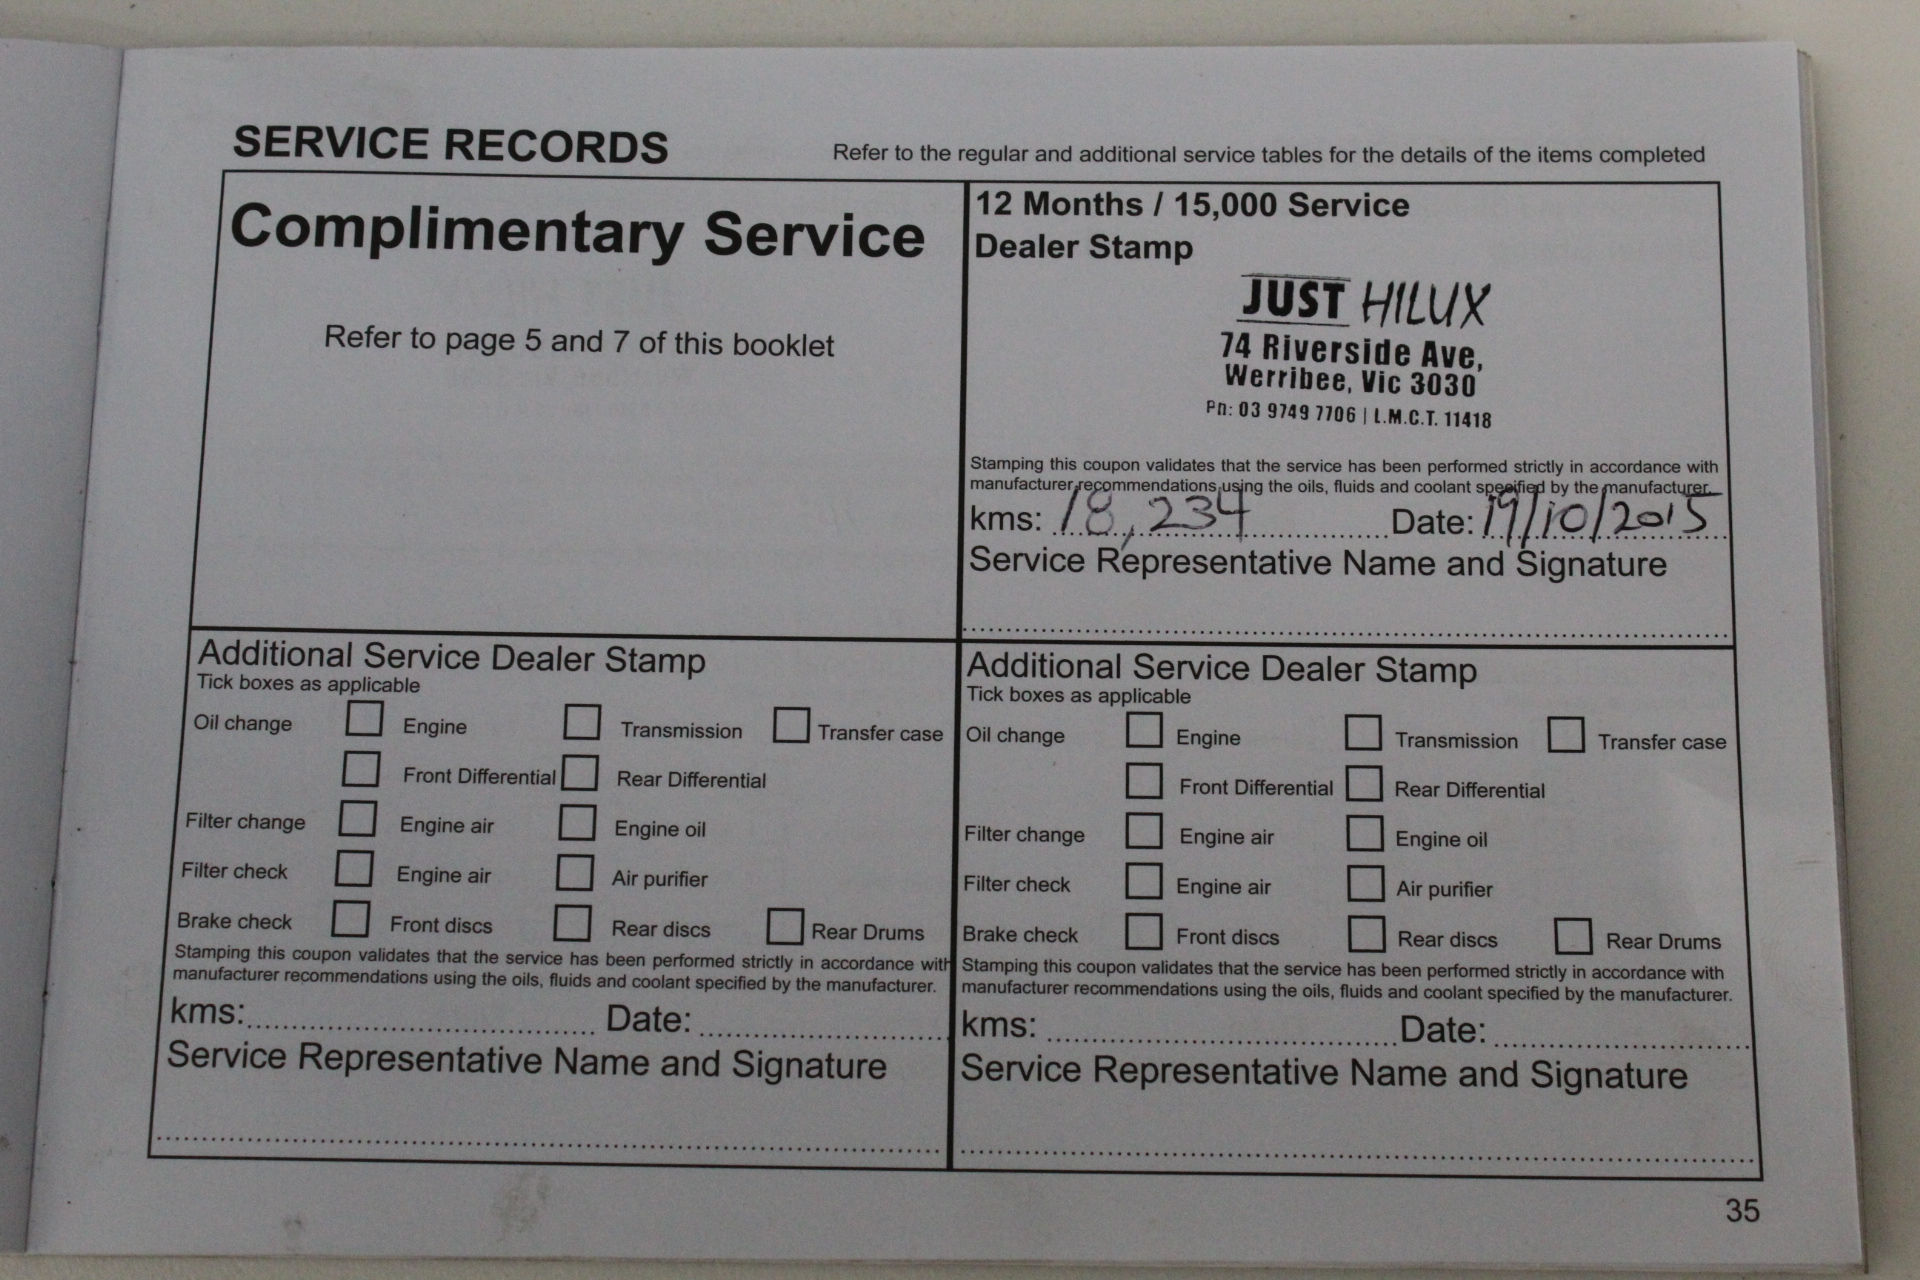 SERVICE RECORDS
Refer to the regular and additional service tables for the details of the items completed
Complimentary Service
Refer to page 5 and 7 of this booklet
12 Months / 15,000 Service
Dealer Stamp
JUST HILUX
74 Riverside Ave,
Werribee, Vic 3030
Pn: 03 9749 7706 | L.M.C.T. 11418
Stamping this coupon validates that the service has been performed strictly in accordance with
manufacturer recommendations using the oils, fluids and coolant specified by the manufacturer.
kms: 18,234 Date: 19/10/2015
Service Representative Name and Signature
Additional Service Dealer Stamp
Tick boxes as applicable
Oil change Engine Transmission Transfer case
Front Differential Rear Differential
Filter change Engine air Engine oil
Filter check Engine air Air purifier
Brake check Front discs Rear discs Rear Drums
Stamping this coupon validates that the service has been performed strictly in accordance with
manufacturer recommendations using the oils, fluids and coolant specified by the manufacturer.
kms: Date:
Service Representative Name and Signature
Additional Service Dealer Stamp
Tick boxes as applicable
Oil change Engine Transmission Transfer case
Front Differential Rear Differential
Filter change Engine air Engine oil
Filter check Engine air Air purifier
Brake check Front discs Rear discs Rear Drums
Stamping this coupon validates that the service has been performed strictly in accordance with
manufacturer recommendations using the oils, fluids and coolant specified by the manufacturer.
kms: Date:
Service Representative Name and Signature
35